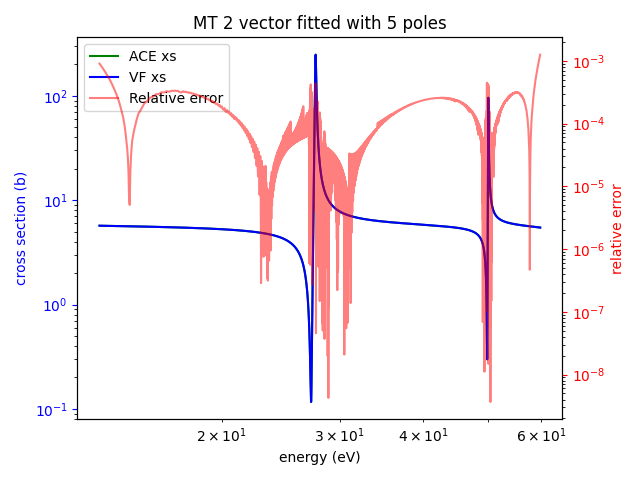 MT 2 vector fitted with 5 poles
ACE xs
VF xs
Relative error
cross section (b)
10²
10¹
10⁰
10⁻¹
relative error
10⁻³
10⁻⁴
10⁻⁵
10⁻⁶
10⁻⁷
10⁻⁸
2 × 10¹ 3 × 10¹ 4 × 10¹ 6 × 10¹
energy (eV)